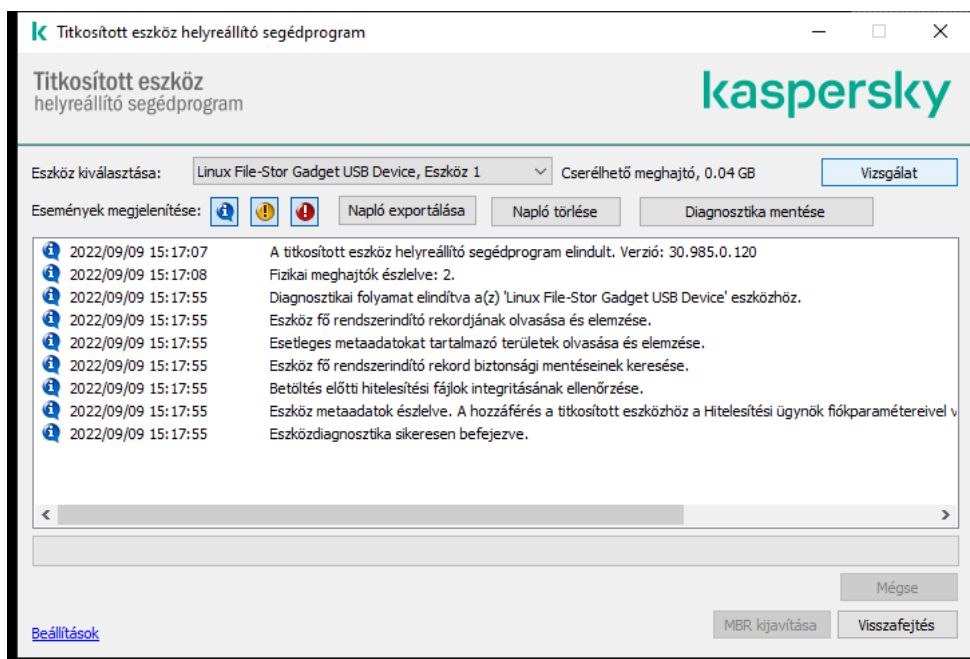 Titkosított eszköz helyreállító segédprogram
Titkosított eszköz
helyreállító segédprogram
kaspersky
Eszköz kiválasztása: Linux File-Stor Gadget USB Device, Eszköz 1 Cserélhető meghajtó, 0.04 GB Vizsgálat
Események megjelenítése: Napló exportálása Napló törlése Diagnosztika mentése
2022/09/09 15:17:07 A titkosított eszköz helyreállító segédprogram elindult. Verzió: 30.985.0.120
2022/09/09 15:17:08 Fizikai meghajtók észlelve: 2.
2022/09/09 15:17:55 Diagnosztikai folyamat elindítva a(z) 'Linux File-Stor Gadget USB Device' eszközhöz.
2022/09/09 15:17:55 Eszköz fő rendszerindító rekordjának olvasása és elemzése.
2022/09/09 15:17:55 Esetleges metaadatokat tartalmazó területek olvasása és elemzése.
2022/09/09 15:17:55 Eszköz fő rendszerindító rekord biztonsági mentéseinek keresése.
2022/09/09 15:17:55 Betöltés előtti hitelesítési fájlok integritásának ellenőrzése.
2022/09/09 15:17:55 Eszköz metaadatok észlelve. A hozzáférés a titkosított eszközhöz a Hitelesítési ügynök fiókparamétereivel v
2022/09/09 15:17:55 Eszközdiagnosztika sikeresen befejezve.
Mégse
Beállítások MBR kijavítása Visszafejtés